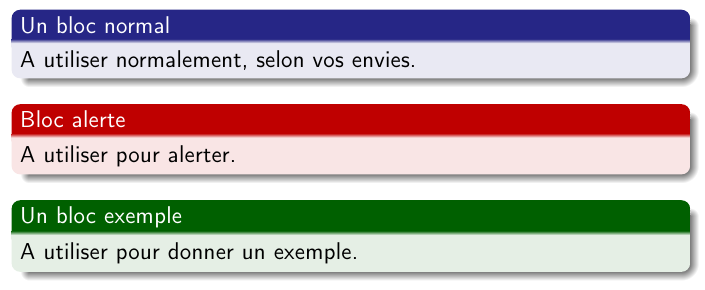 Un bloc normal
A utiliser normalement, selon vos envies.
Bloc alerte
A utiliser pour alerter.
Un bloc exemple
A utiliser pour donner un exemple.